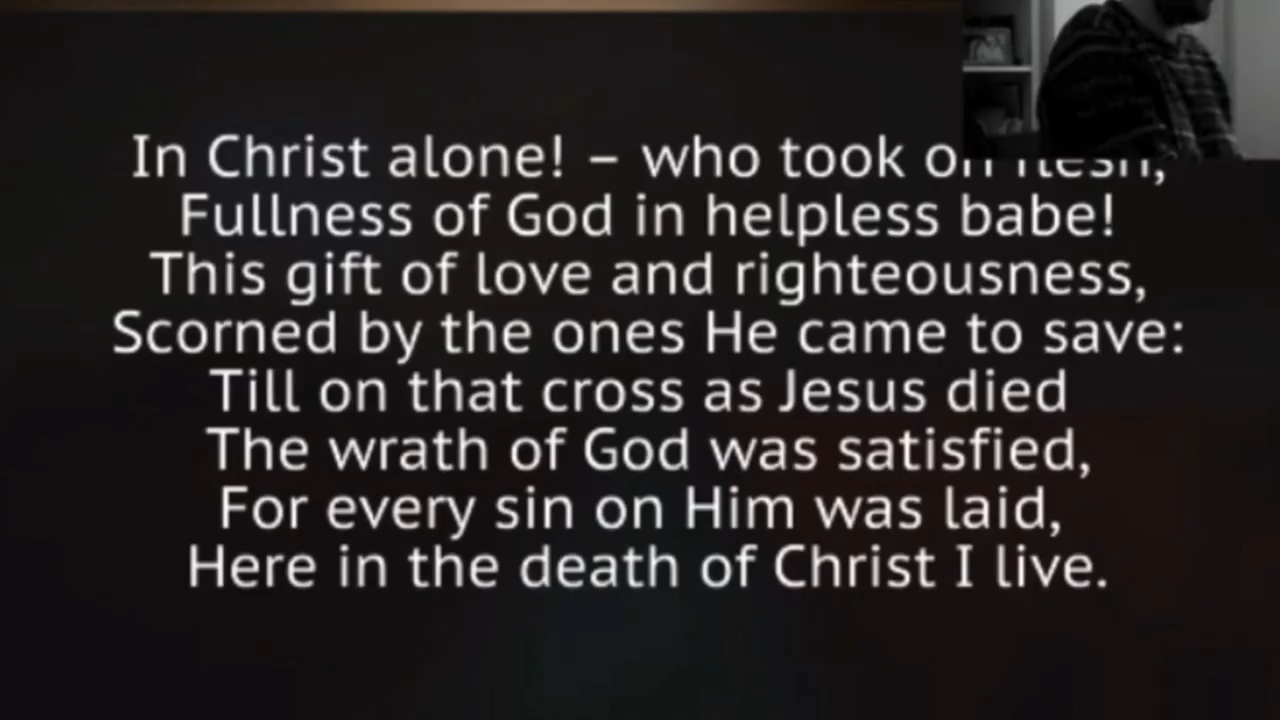 In Christ alone! – who took on flesh,
Fullness of God in helpless babe!
This gift of love and righteousness,
Scorned by the ones He came to save:
Till on that cross as Jesus died
The wrath of God was satisfied,
For every sin on Him was laid,
Here in the death of Christ I live.